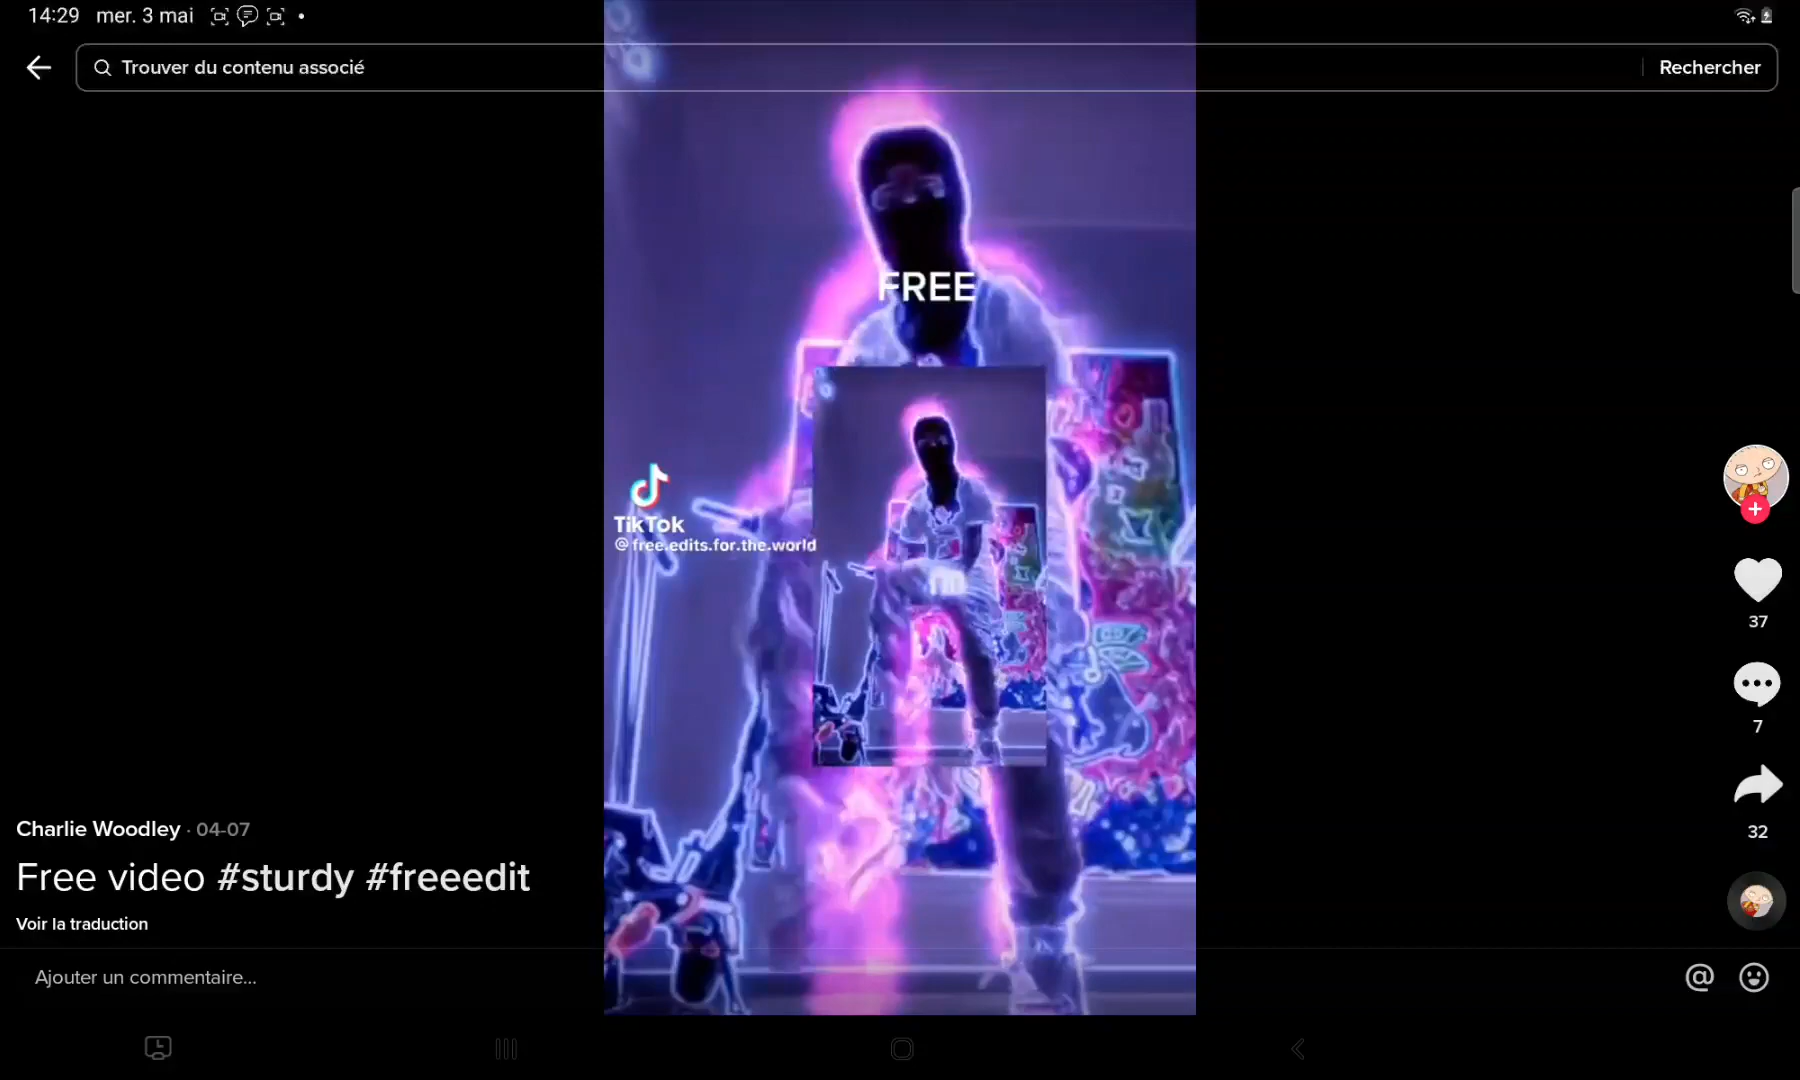 14:29 mer. 3 mai
Trouver du contenu associé
Rechercher
FREE
TikTok
@free.edits.for.the.world
37
7
32
Charlie Woodley · 04-07
Free video #sturdy #freeedit
Voir la traduction
Ajouter un commentaire...